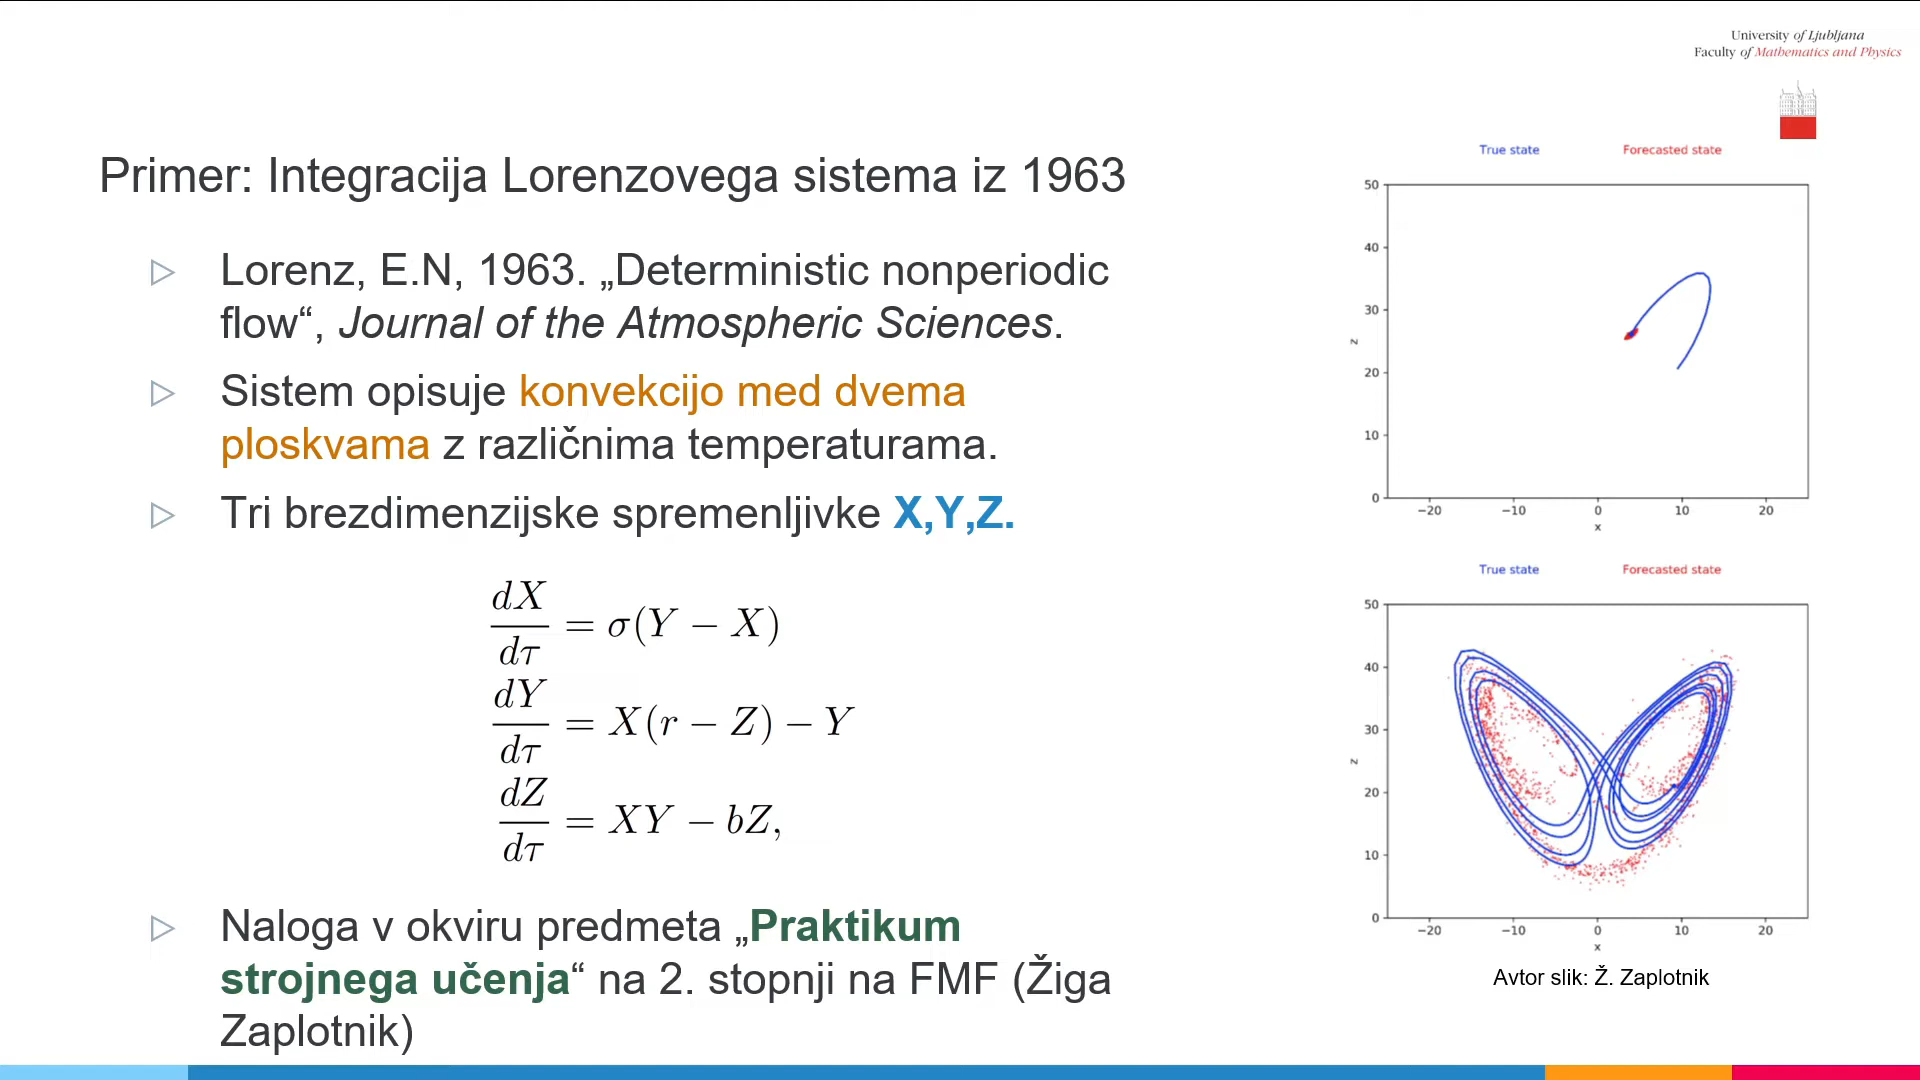 University of Ljubljana
Faculty of Mathematics and Physics
Primer: Integracija Lorenzovega sistema iz 1963
▷ Lorenz, E.N, 1963. „Deterministic nonperiodic
flow“, Journal of the Atmospheric Sciences.
▷ Sistem opisuje konvekcijo med dvema
ploskvama z različnima temperaturama.
▷ Tri brezdimenzijske spremenljivke X,Y,Z.
dX/dτ = σ(Y − X)
dY/dτ = X(r − Z) − Y
dZ/dτ = XY − bZ,
▷ Naloga v okviru predmeta „Praktikum
strojnega učenja“ na 2. stopnji na FMF (Žiga
Zaplotnik)
True state Forecasted state
50
40
30
z
20
10
0
−20 −10 0 10 20
x
True state Forecasted state
50
40
30
z
20
10
0
−20 −10 0 10 20
x
Avtor slik: Ž. Zaplotnik